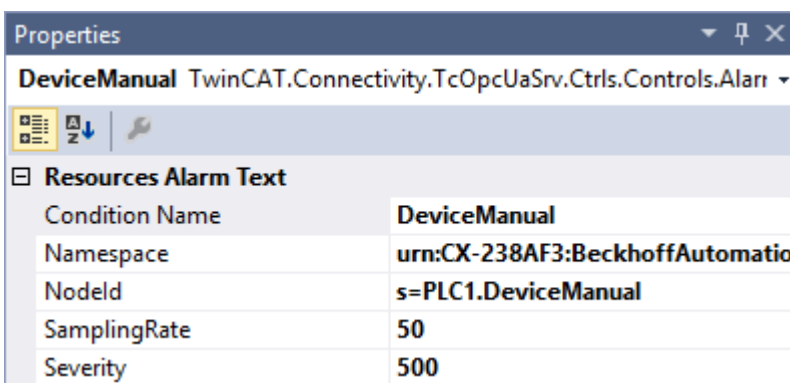 Properties
DeviceManual TwinCAT.Connectivity.TcOpcUaSrv.Ctrls.Controls.Alarr
Resources Alarm Text
Condition Name DeviceManual
Namespace urn:CX-238AF3:BeckhoffAutomatio
NodeId s=PLC1.DeviceManual
SamplingRate 50
Severity 500